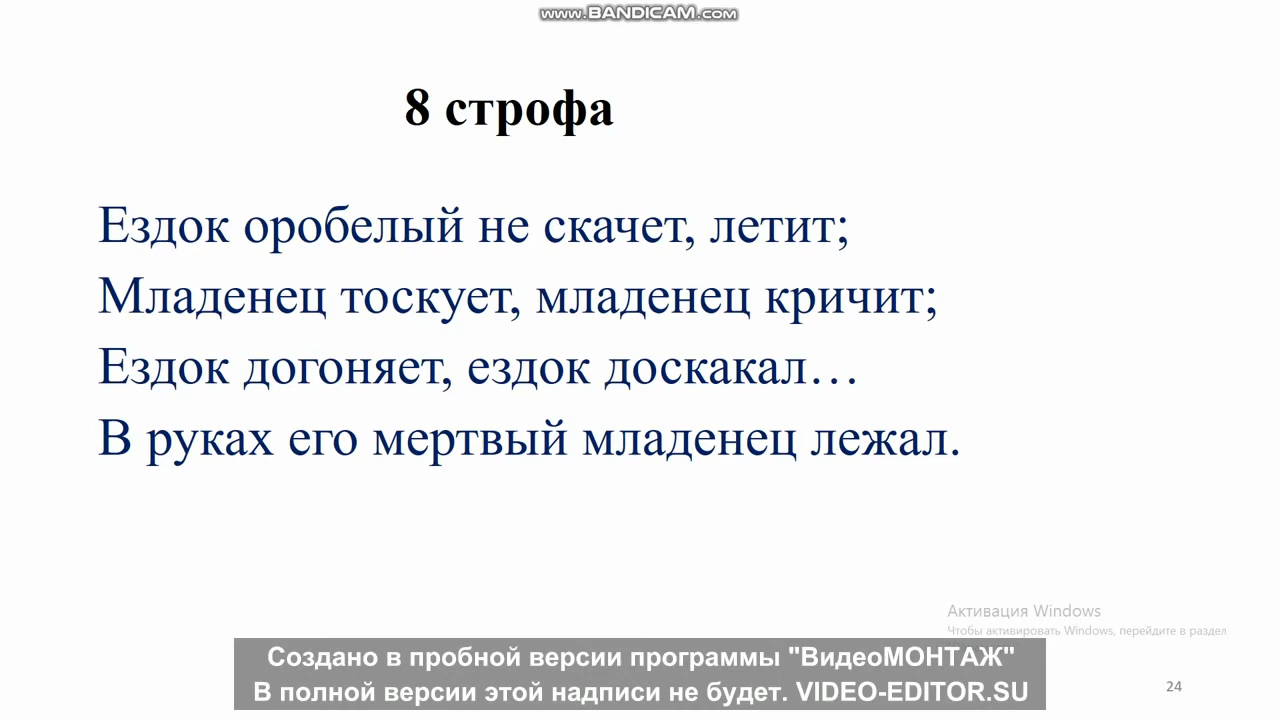 www.BANDICAM.com
8 строфа
Ездок оробелый не скачет, летит;
Младенец тоскует, младенец кричит;
Ездок догоняет, ездок доскакал…
В руках его мертвый младенец лежал.
Активация Windows
Чтобы активировать Windows, перейдите в раздел
Создано в пробной версии программы "ВидеоМОНТАЖ"
В полной версии этой надписи не будет. VIDEO-EDITOR.SU
24